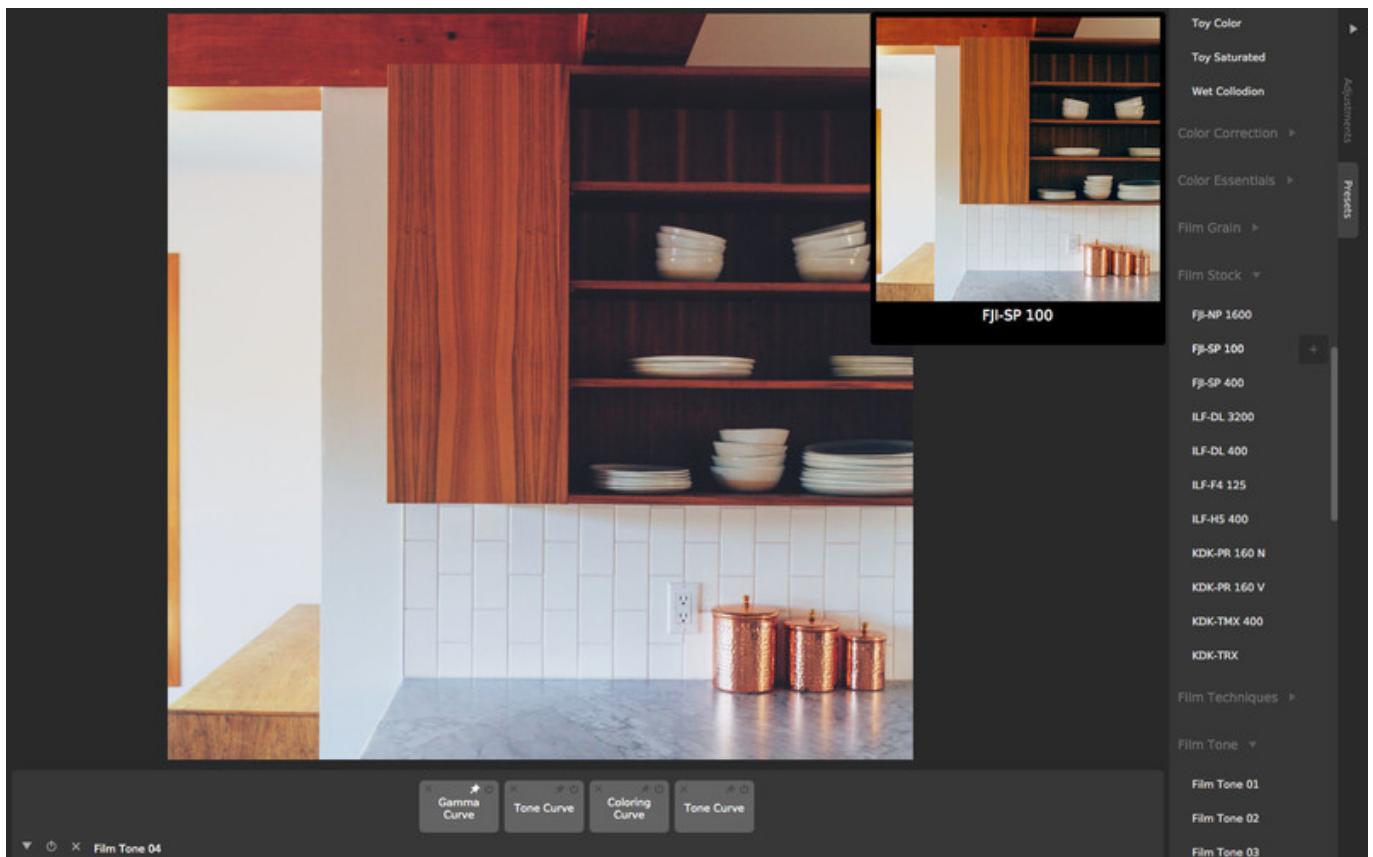 Toy Color
Toy Saturated
Wet Collodion
Color Correction
Color Essentials
Film Grain
Film Stock
FJI-NP 1600
FJI-SP 100
FJI-SP 400
ILF-DL 3200
ILF-DL 400
ILF-F4 125
ILF-H5 400
KDK-PR 160 N
KDK-PR 160 V
KDK-TMX 400
KDK-TRX
Film Techniques
Film Tone
Film Tone 01
Film Tone 02
Film Tone 03
Adjustments
Presets
FJI-SP 100
Gamma
Curve
Tone Curve
Coloring
Curve
Tone Curve
Film Tone 04